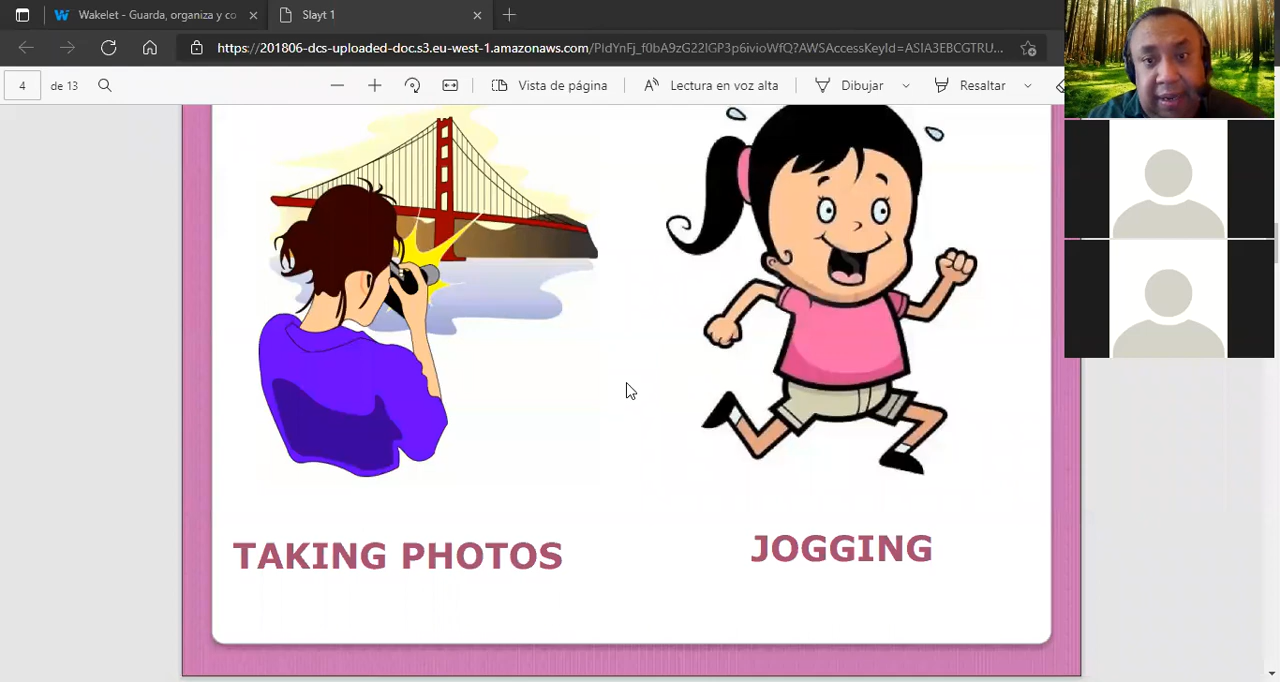 Wakelet - Guarda, organiza y co
Slayt 1
https://201806-dcs-uploaded-doc.s3.eu-west-1.amazonaws.com/PIdYnFj_f0bA9zG22IGP3p6ivioWfQ?AWSAccessKeyId=ASIA3EBCGTRU...
4 de 13
Vista de página
Lectura en voz alta
Dibujar
Resaltar
TAKING PHOTOS
JOGGING